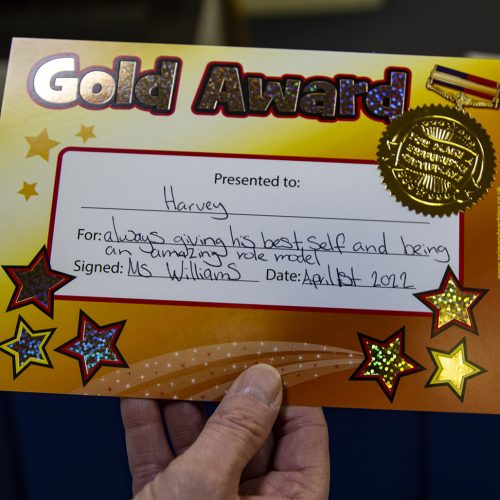 Gold Award
Presented to:
Harvey
For: always giving his best self and being
an amazing role model
Signed: Ms Williams Date: April 1st 2022